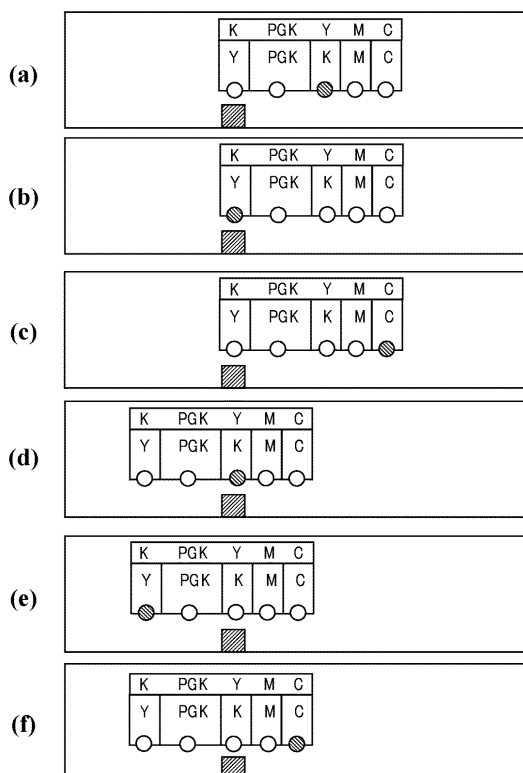 (a)
K PGK Y M C
Y PGK K M C
(b)
K PGK Y M C
Y PGK K M C
(c)
K PGK Y M C
Y PGK K M C
(d)
K PGK Y M C
Y PGK K M C
(e)
K PGK Y M C
Y PGK K M C
(f)
K PGK Y M C
Y PGK K M C